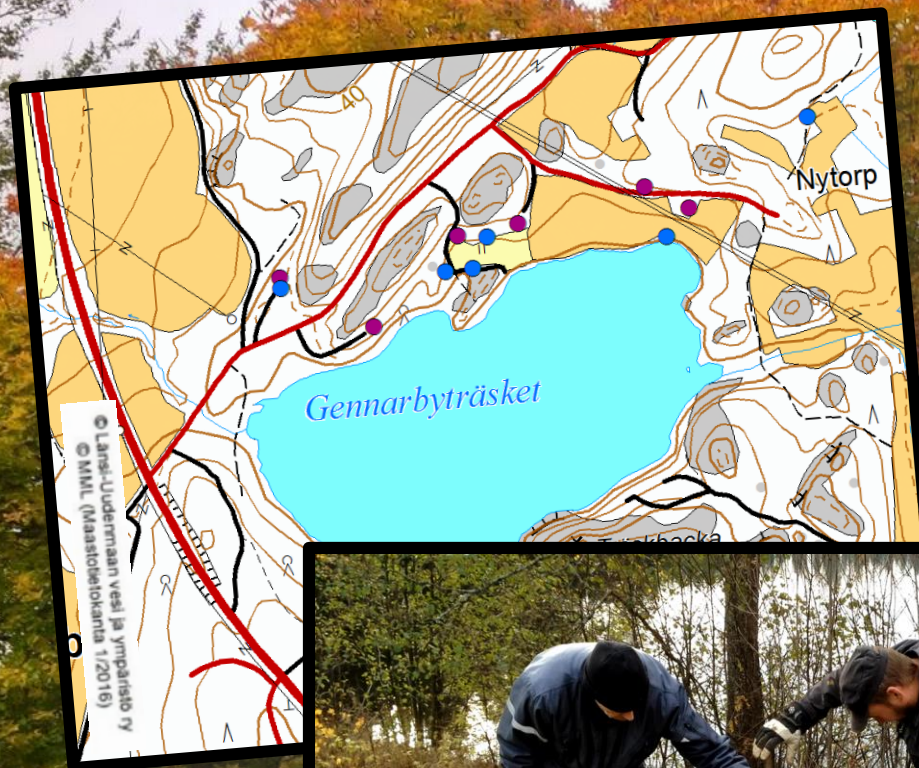 40
Nytorp
Gennarbyträsket
© Länsi-Uudenmaan vesi ja ympäristö ry
© MML (Maastotietokanta 1/2016)